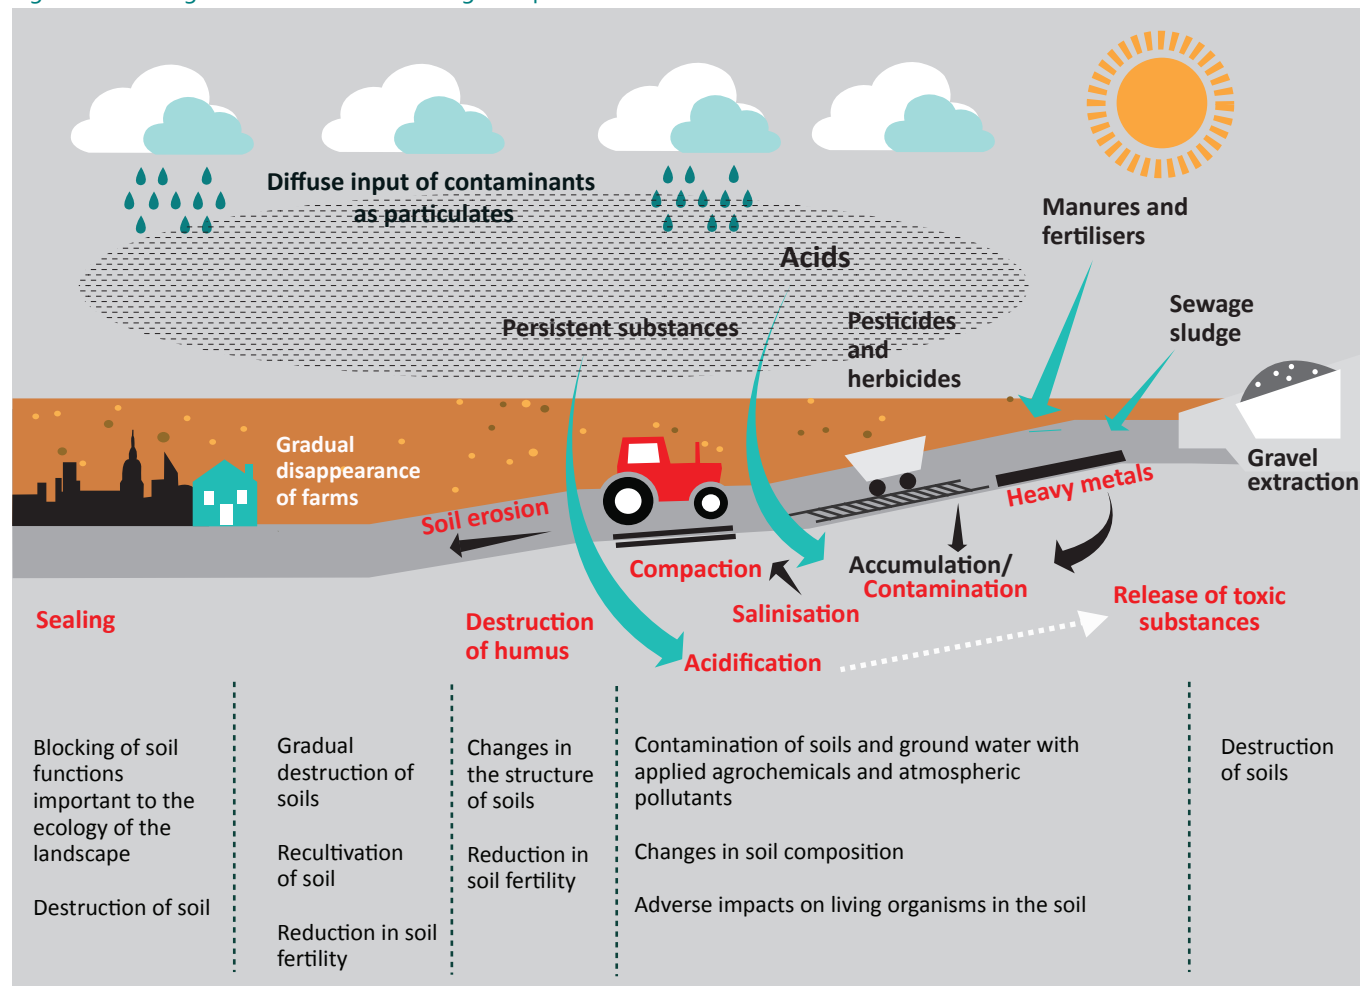 Diffuse input of contaminants
as particulates
Manures and
fertilisers
Acids
Sewage
sludge
Persistent substances
Pesticides
and
herbicides
Gradual
disappearance
of farms
Gravel
extraction
Heavy metals
Soil erosion
Compaction
Accumulation/
Contamination
Salinisation
Release of toxic
substances
Sealing
Destruction
of humus
Acidification
Blocking of soil
functions
important to the
ecology of the
landscape
Destruction of soil
Gradual
destruction of
soils
Recultivation
of soil
Reduction in soil
fertility
Changes in
the structure
of soils
Reduction in
soil fertility
Contamination of soils and ground water with
applied agrochemicals and atmospheric
pollutants
Changes in soil composition
Adverse impacts on living organisms in the soil
Destruction
of soils